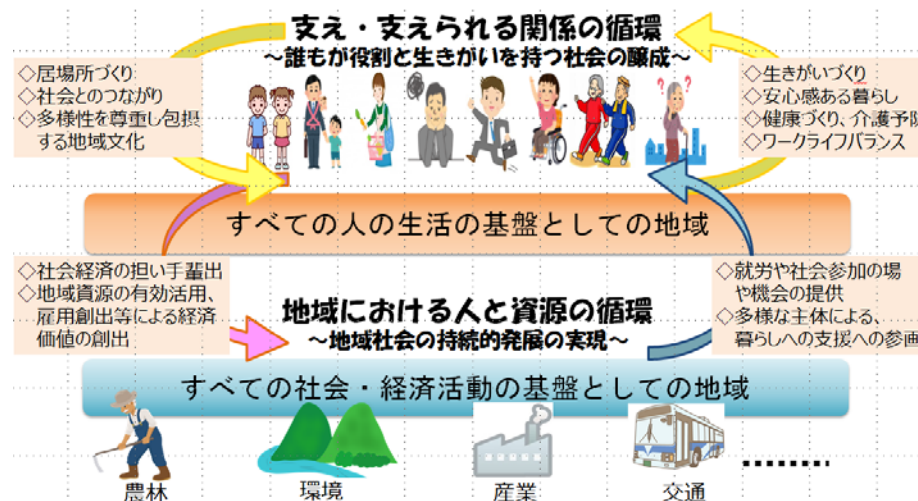 支え・支えられる関係の循環
~誰もが役割と生きがいを持つ社会の醸成~
◇居場所づくり
◇社会とのつながり
◇多様性を尊重し包摂
する地域文化
◇生きがいづくり
◇安心感ある暮らし
◇健康づくり、介護予防
◇ワークライフバランス
すべての人の生活の基盤としての地域
◇社会経済の担い手輩出
◇地域資源の有効活用、
雇用創出等による経済
価値の創出
地域における人と資源の循環
~地域社会の持続的発展の実現~
◇就労や社会参加の場
や機会の提供
◇多様な主体による、
暮らしへの支援への参画
すべての社会・経済活動の基盤としての地域
農林
環境
産業
交通